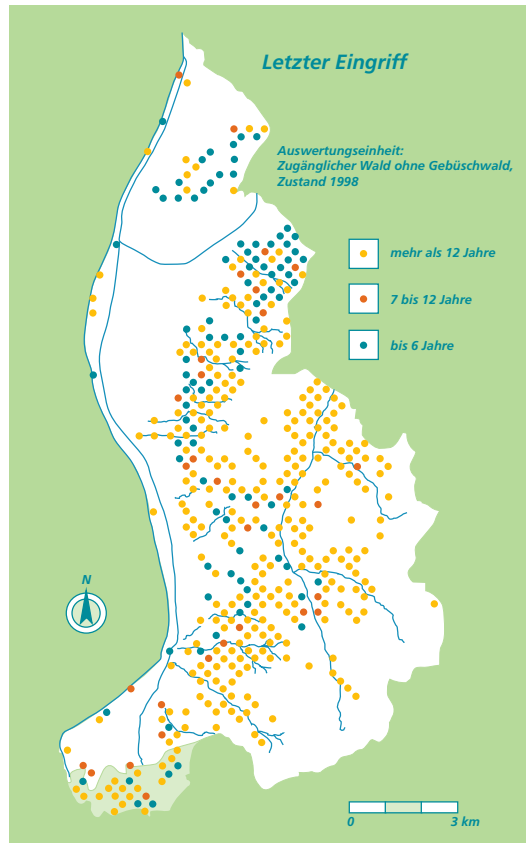 Letzter Eingriff
Auswertungseinheit:
Zugänglicher Wald ohne Gebüschwald,
Zustand 1998
mehr als 12 Jahre
7 bis 12 Jahre
bis 6 Jahre
N
0 3 km